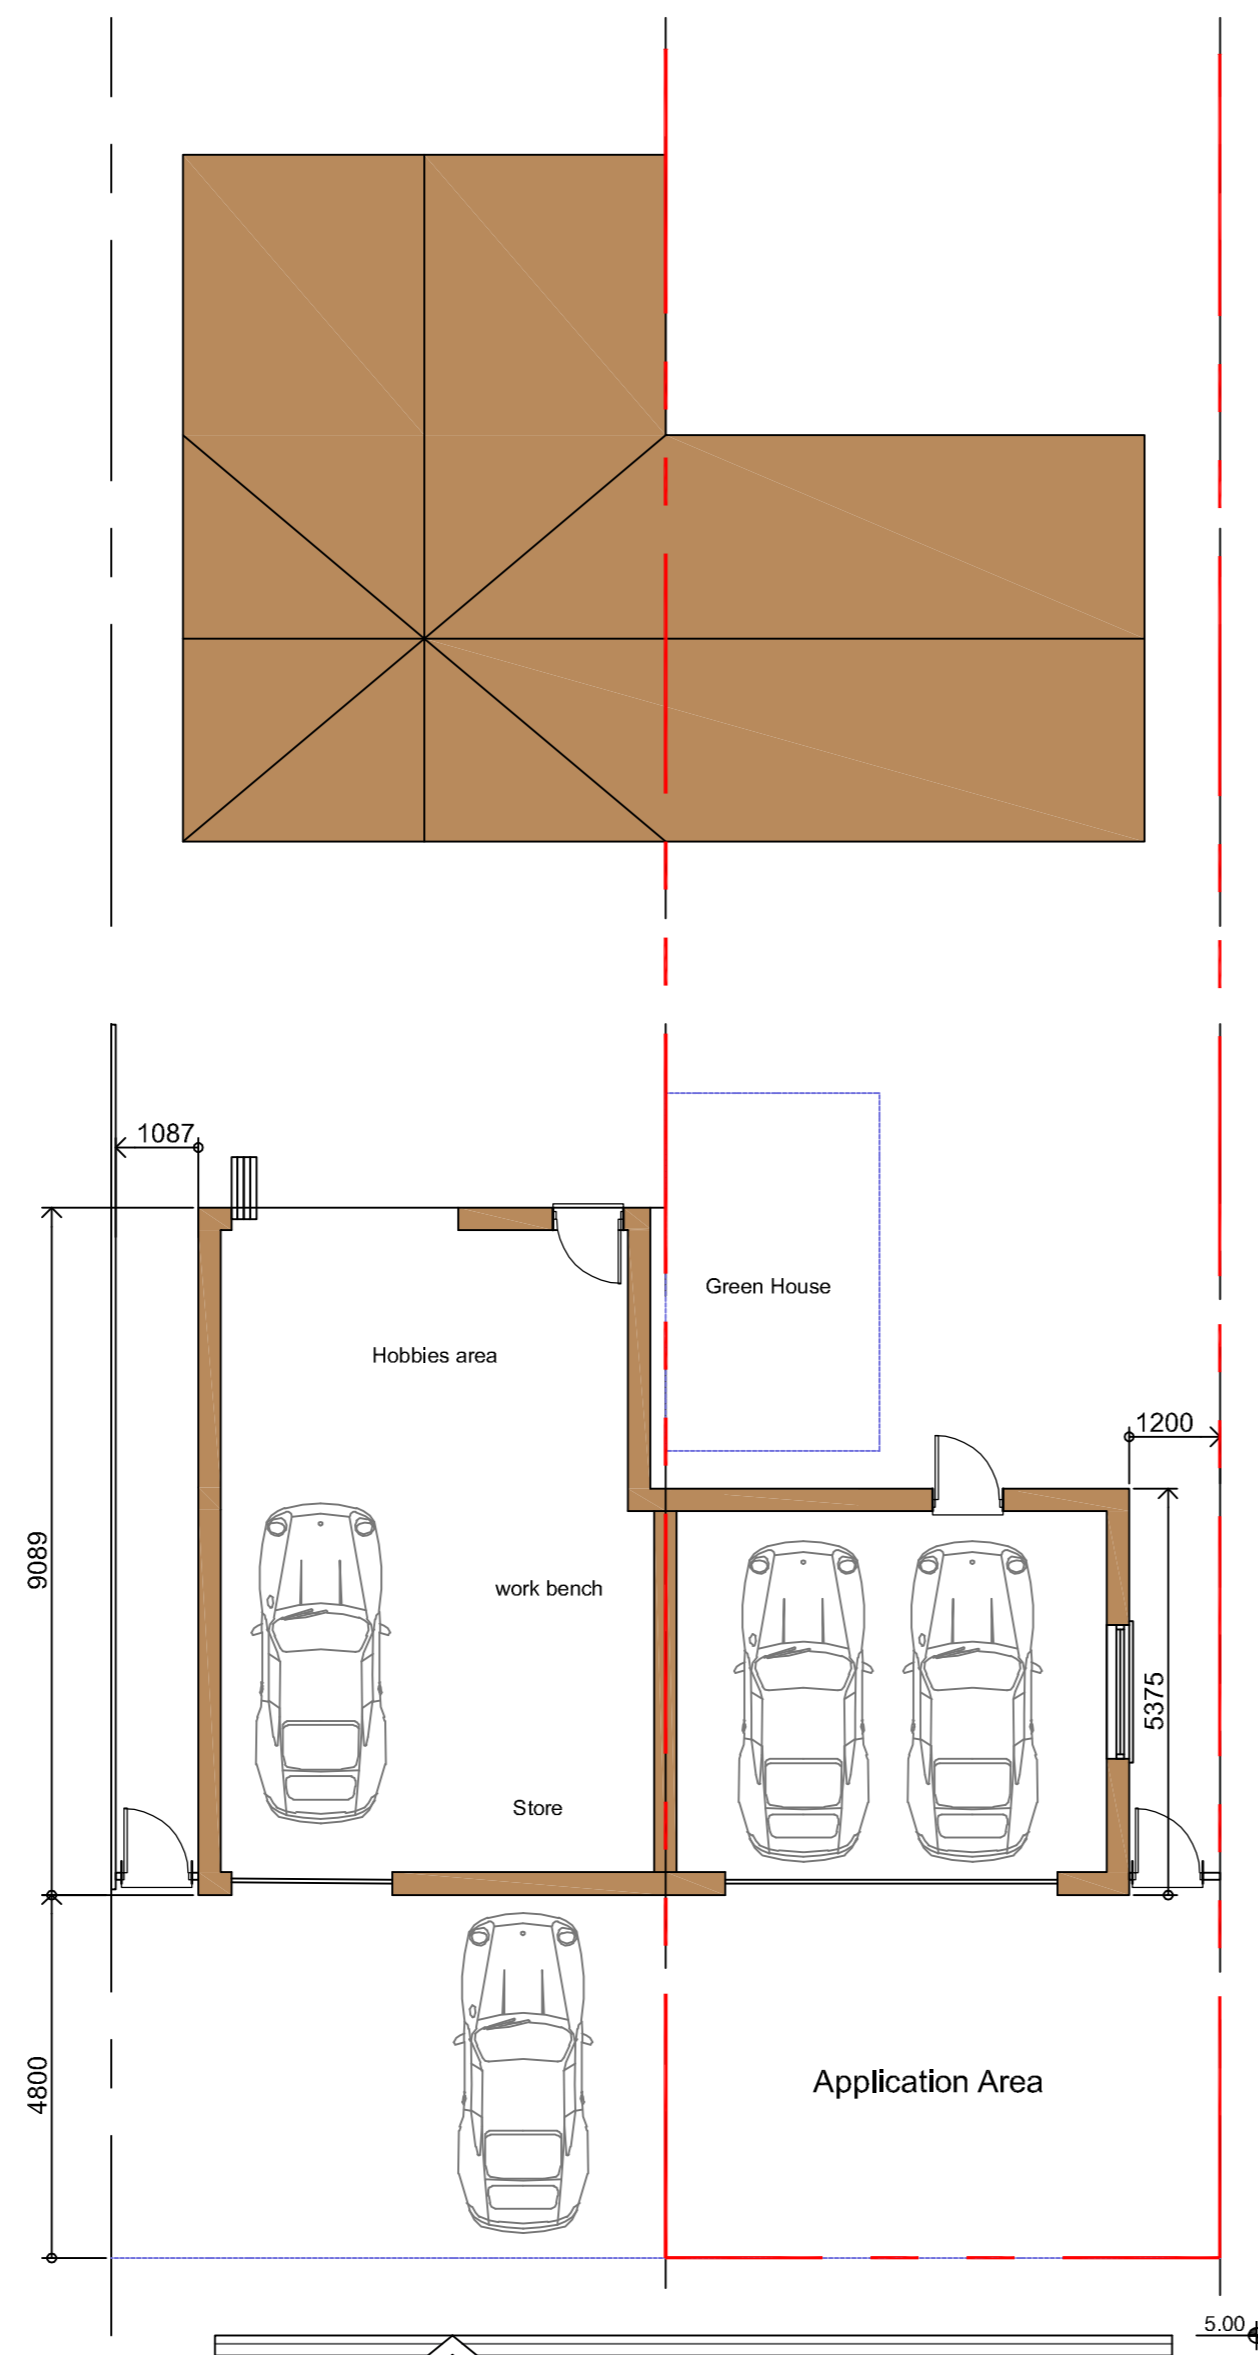 1087
Green House
Hobbies area
1200
9089
work bench
5375
Store
4800
Application Area
5.00